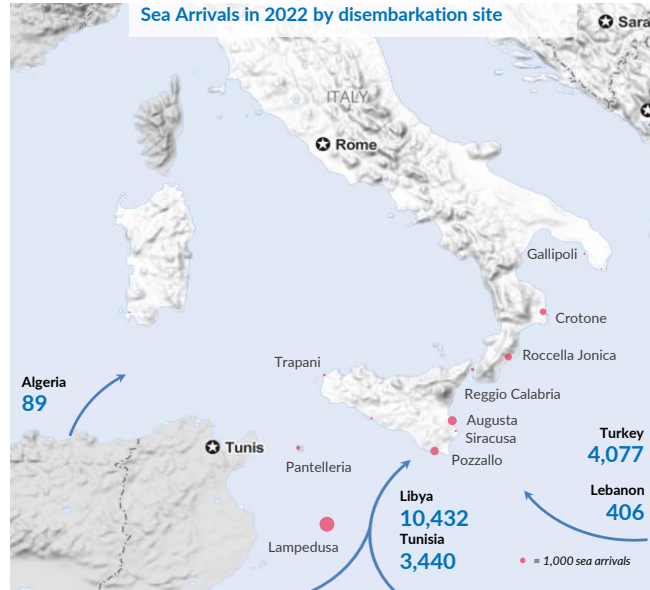 Sea Arrivals in 2022 by disembarkation site
Sara
ITALY
Rome
Gallipoli
Crotone
Trapani
Roccella Jonica
Algeria
89
Reggio Calabria
Augusta
Siracusa
Turkey
4,077
Tunis
Pozzallo
Pantelleria
Libya
10,432
Lebanon
406
Tunisia
3,440
Lampedusa
= 1,000 sea arrivals